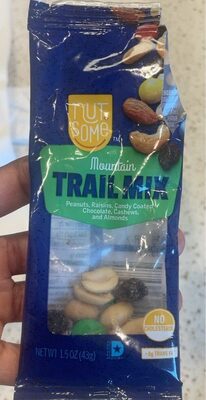 nut
some
TM
Mountain
TRAIL MIX
Peanuts, Raisins, Candy Coated
Chocolate, Cashews,
and Almonds
NO
CHOLESTEROL
NET WT 1.5 OZ (43g)
D